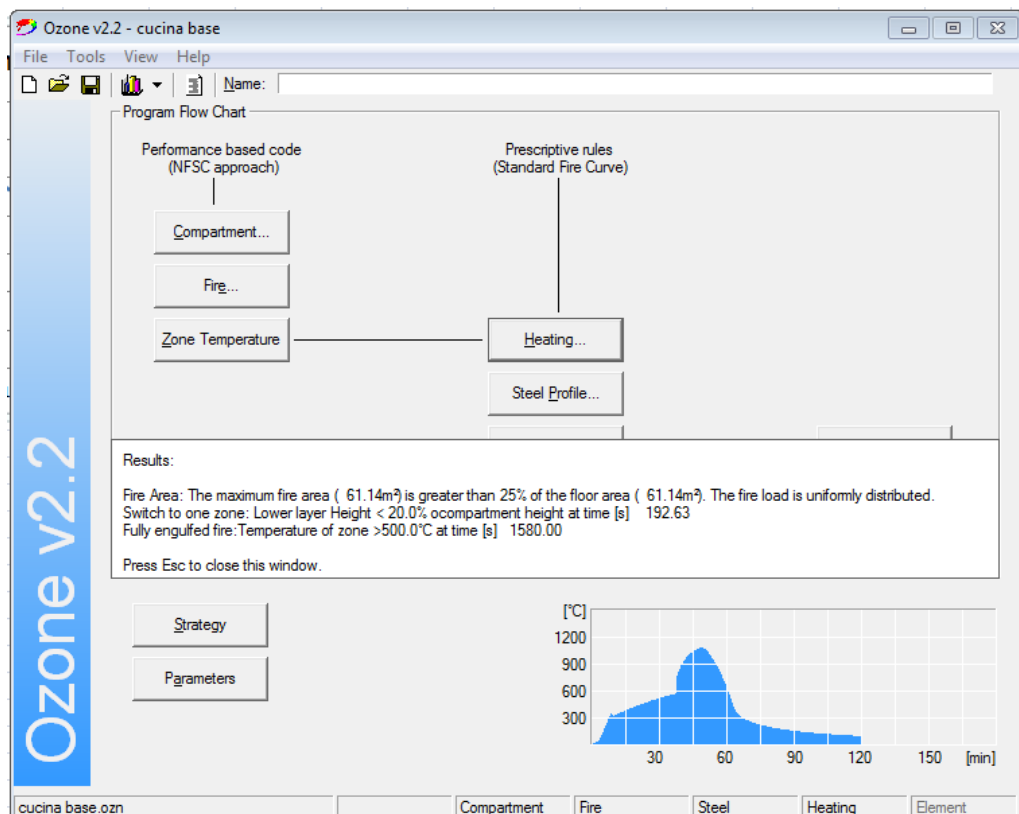 Ozone v2.2 - cucina base
File Tools View Help
Name:
Program Flow Chart
Performance based code
(NFSC approach)
Prescriptive rules
(Standard Fire Curve)
Compartment...
Fire...
Zone Temperature
Heating...
Steel Profile...
Results:
Fire Area: The maximum fire area ( 61.14m²) is greater than 25% of the floor area ( 61.14m²). The fire load is uniformly distributed.
Switch to one zone: Lower layer Height < 20.0% ocompartment height at time [s] 192.63
Fully engulfed fire:Temperature of zone >500.0°C at time [s] 1580.00
Press Esc to close this window.
Strategy
Parameters
[°C]
1200
900
600
300
30 60 90 120 150 [min]
Ozone v2.2
cucina base.ozn Compartment Fire Steel Heating Element